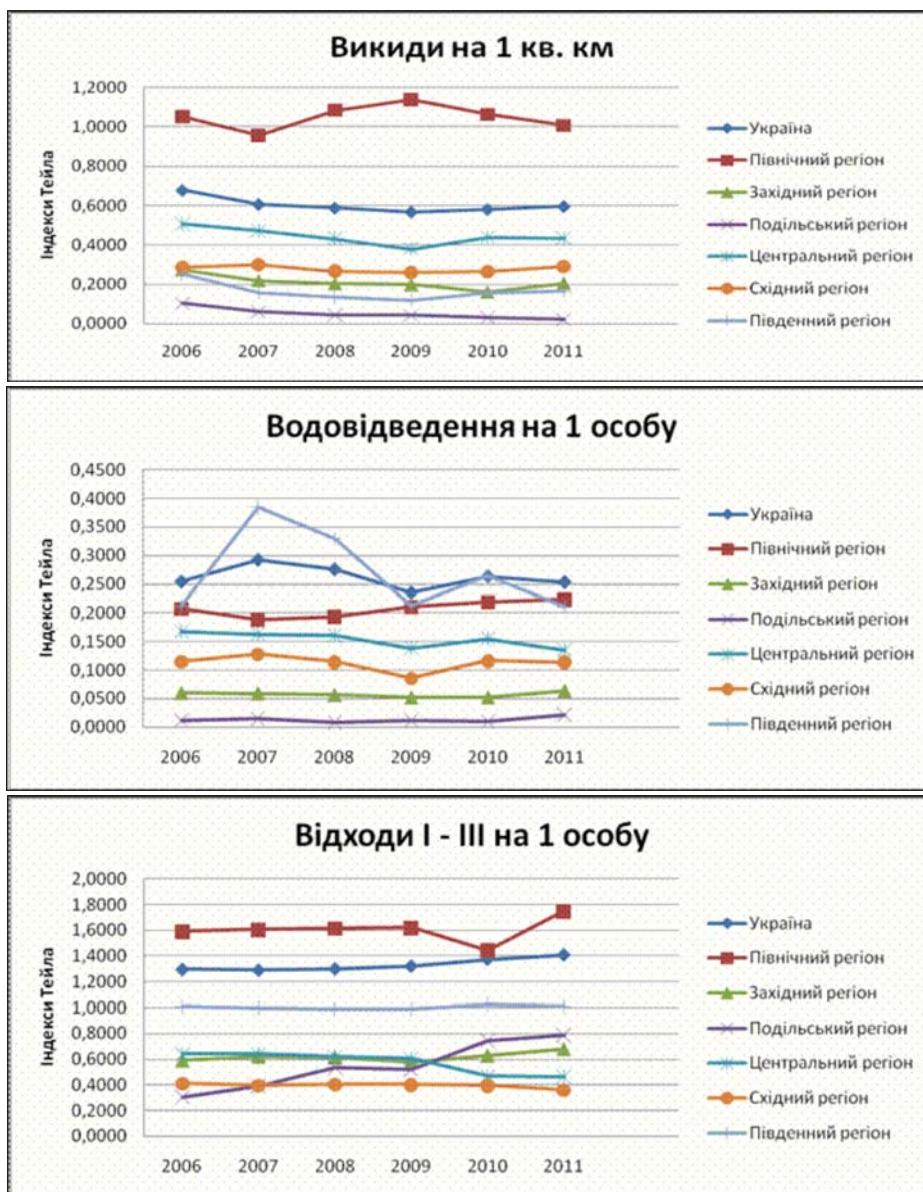 Викиди на 1 кв. км
Індекси Тейла
1,2000
1,0000
0,8000
0,6000
0,4000
0,2000
0,0000
2006 2007 2008 2009 2010 2011
Україна
Північний регіон
Західний регіон
Подільський регіон
Центральний регіон
Східний регіон
Південний регіон
Водовідведення на 1 особу
Індекси Тейла
0,4500
0,4000
0,3500
0,3000
0,2500
0,2000
0,1500
0,1000
0,0500
0,0000
2006 2007 2008 2009 2010 2011
Україна
Північний регіон
Західний регіон
Подільський регіон
Центральний регіон
Східний регіон
Південний регіон
Відходи I - III на 1 особу
Індекси Тейла
2,0000
1,8000
1,6000
1,4000
1,2000
1,0000
0,8000
0,6000
0,4000
0,2000
0,0000
2006 2007 2008 2009 2010 2011
Україна
Північний регіон
Західний регіон
Подільський регіон
Центральний регіон
Східний регіон
Південний регіон